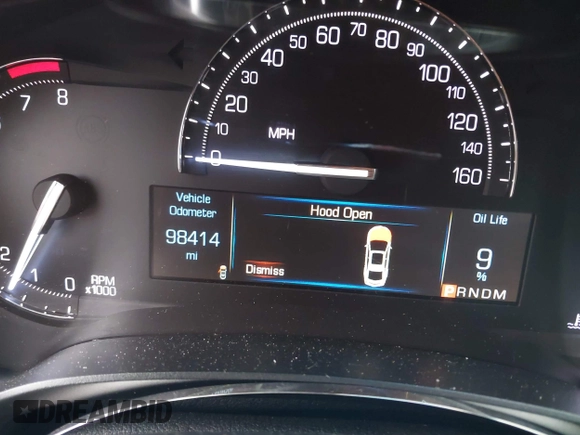 60
80
50
70
40
90
30
100
20
110
10
120
MPH
140
0
160
7
8
2
1
0
RPM
x1000
Vehicle
Odometer
98414
mi
Hood Open
Dismiss
Oil Life
9
%
PRNDM
DREAMBID